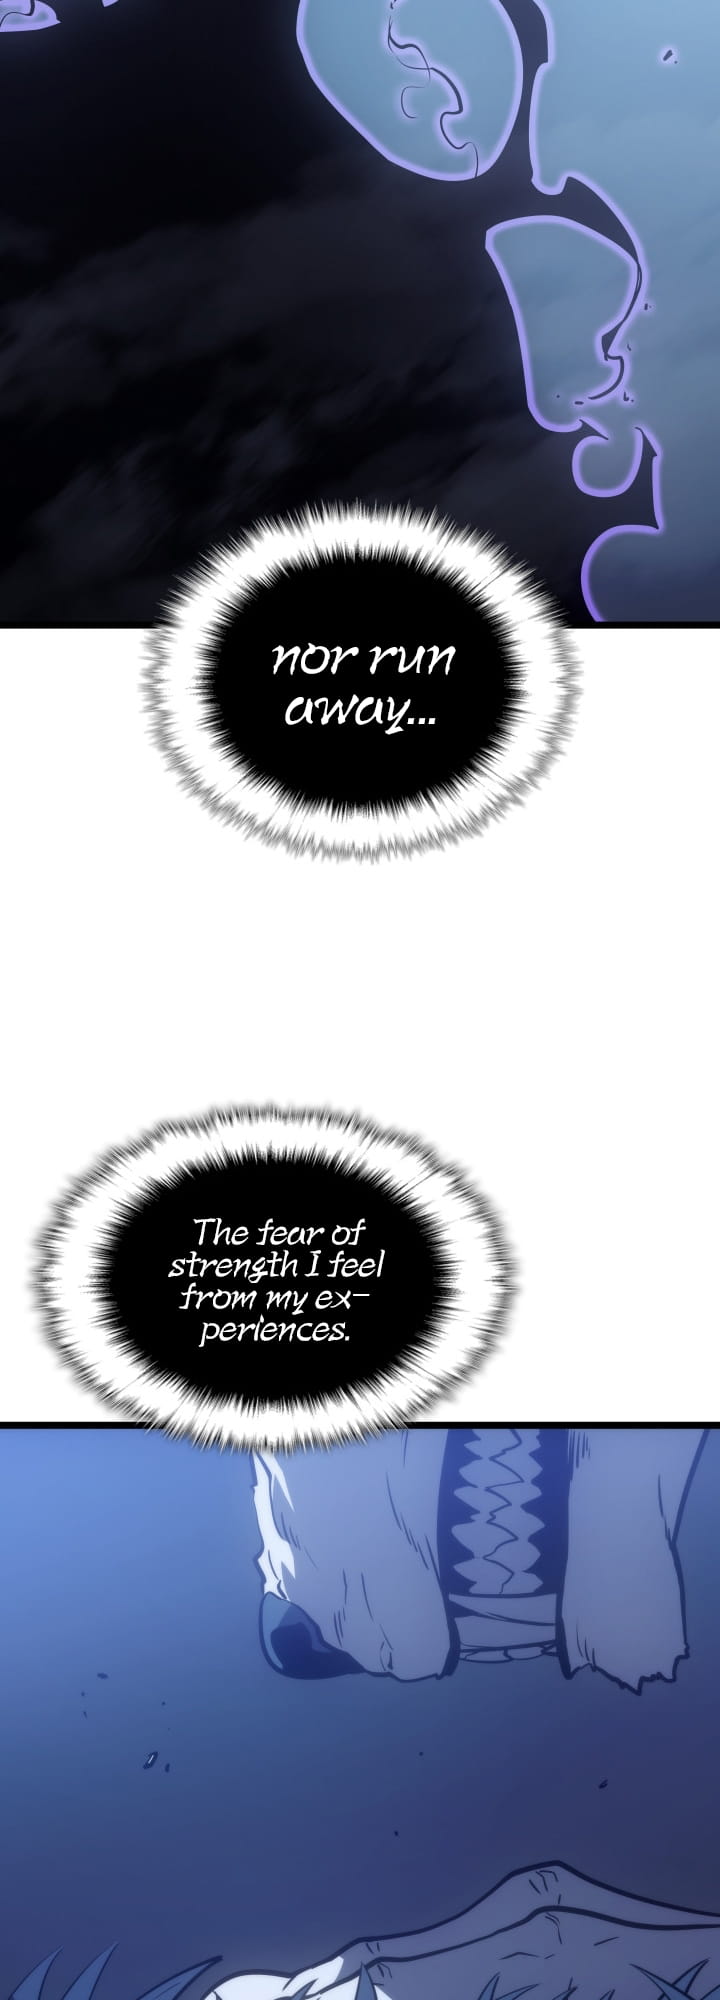 nor run
away...
The fear of
strength I feel
from my ex-
periences.